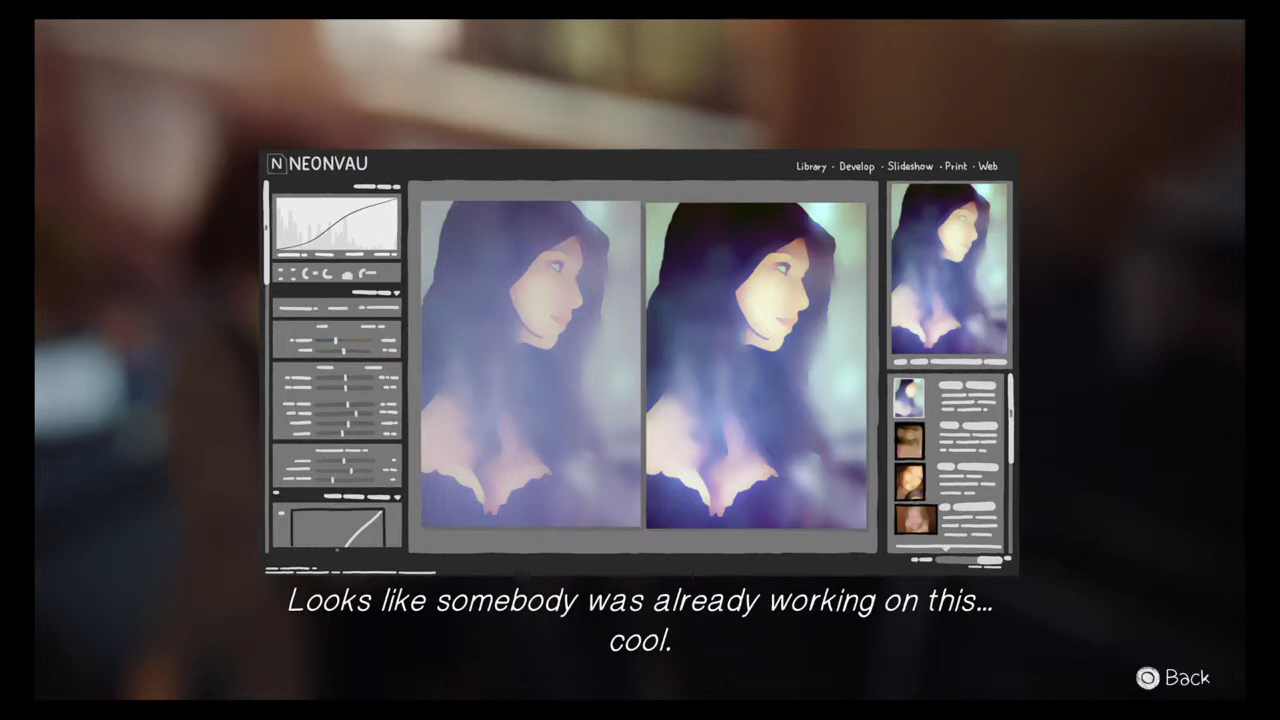 N NEONVAU
Library · Develop · Slideshow · Print · Web
Looks like somebody was already working on this...
cool.
Back